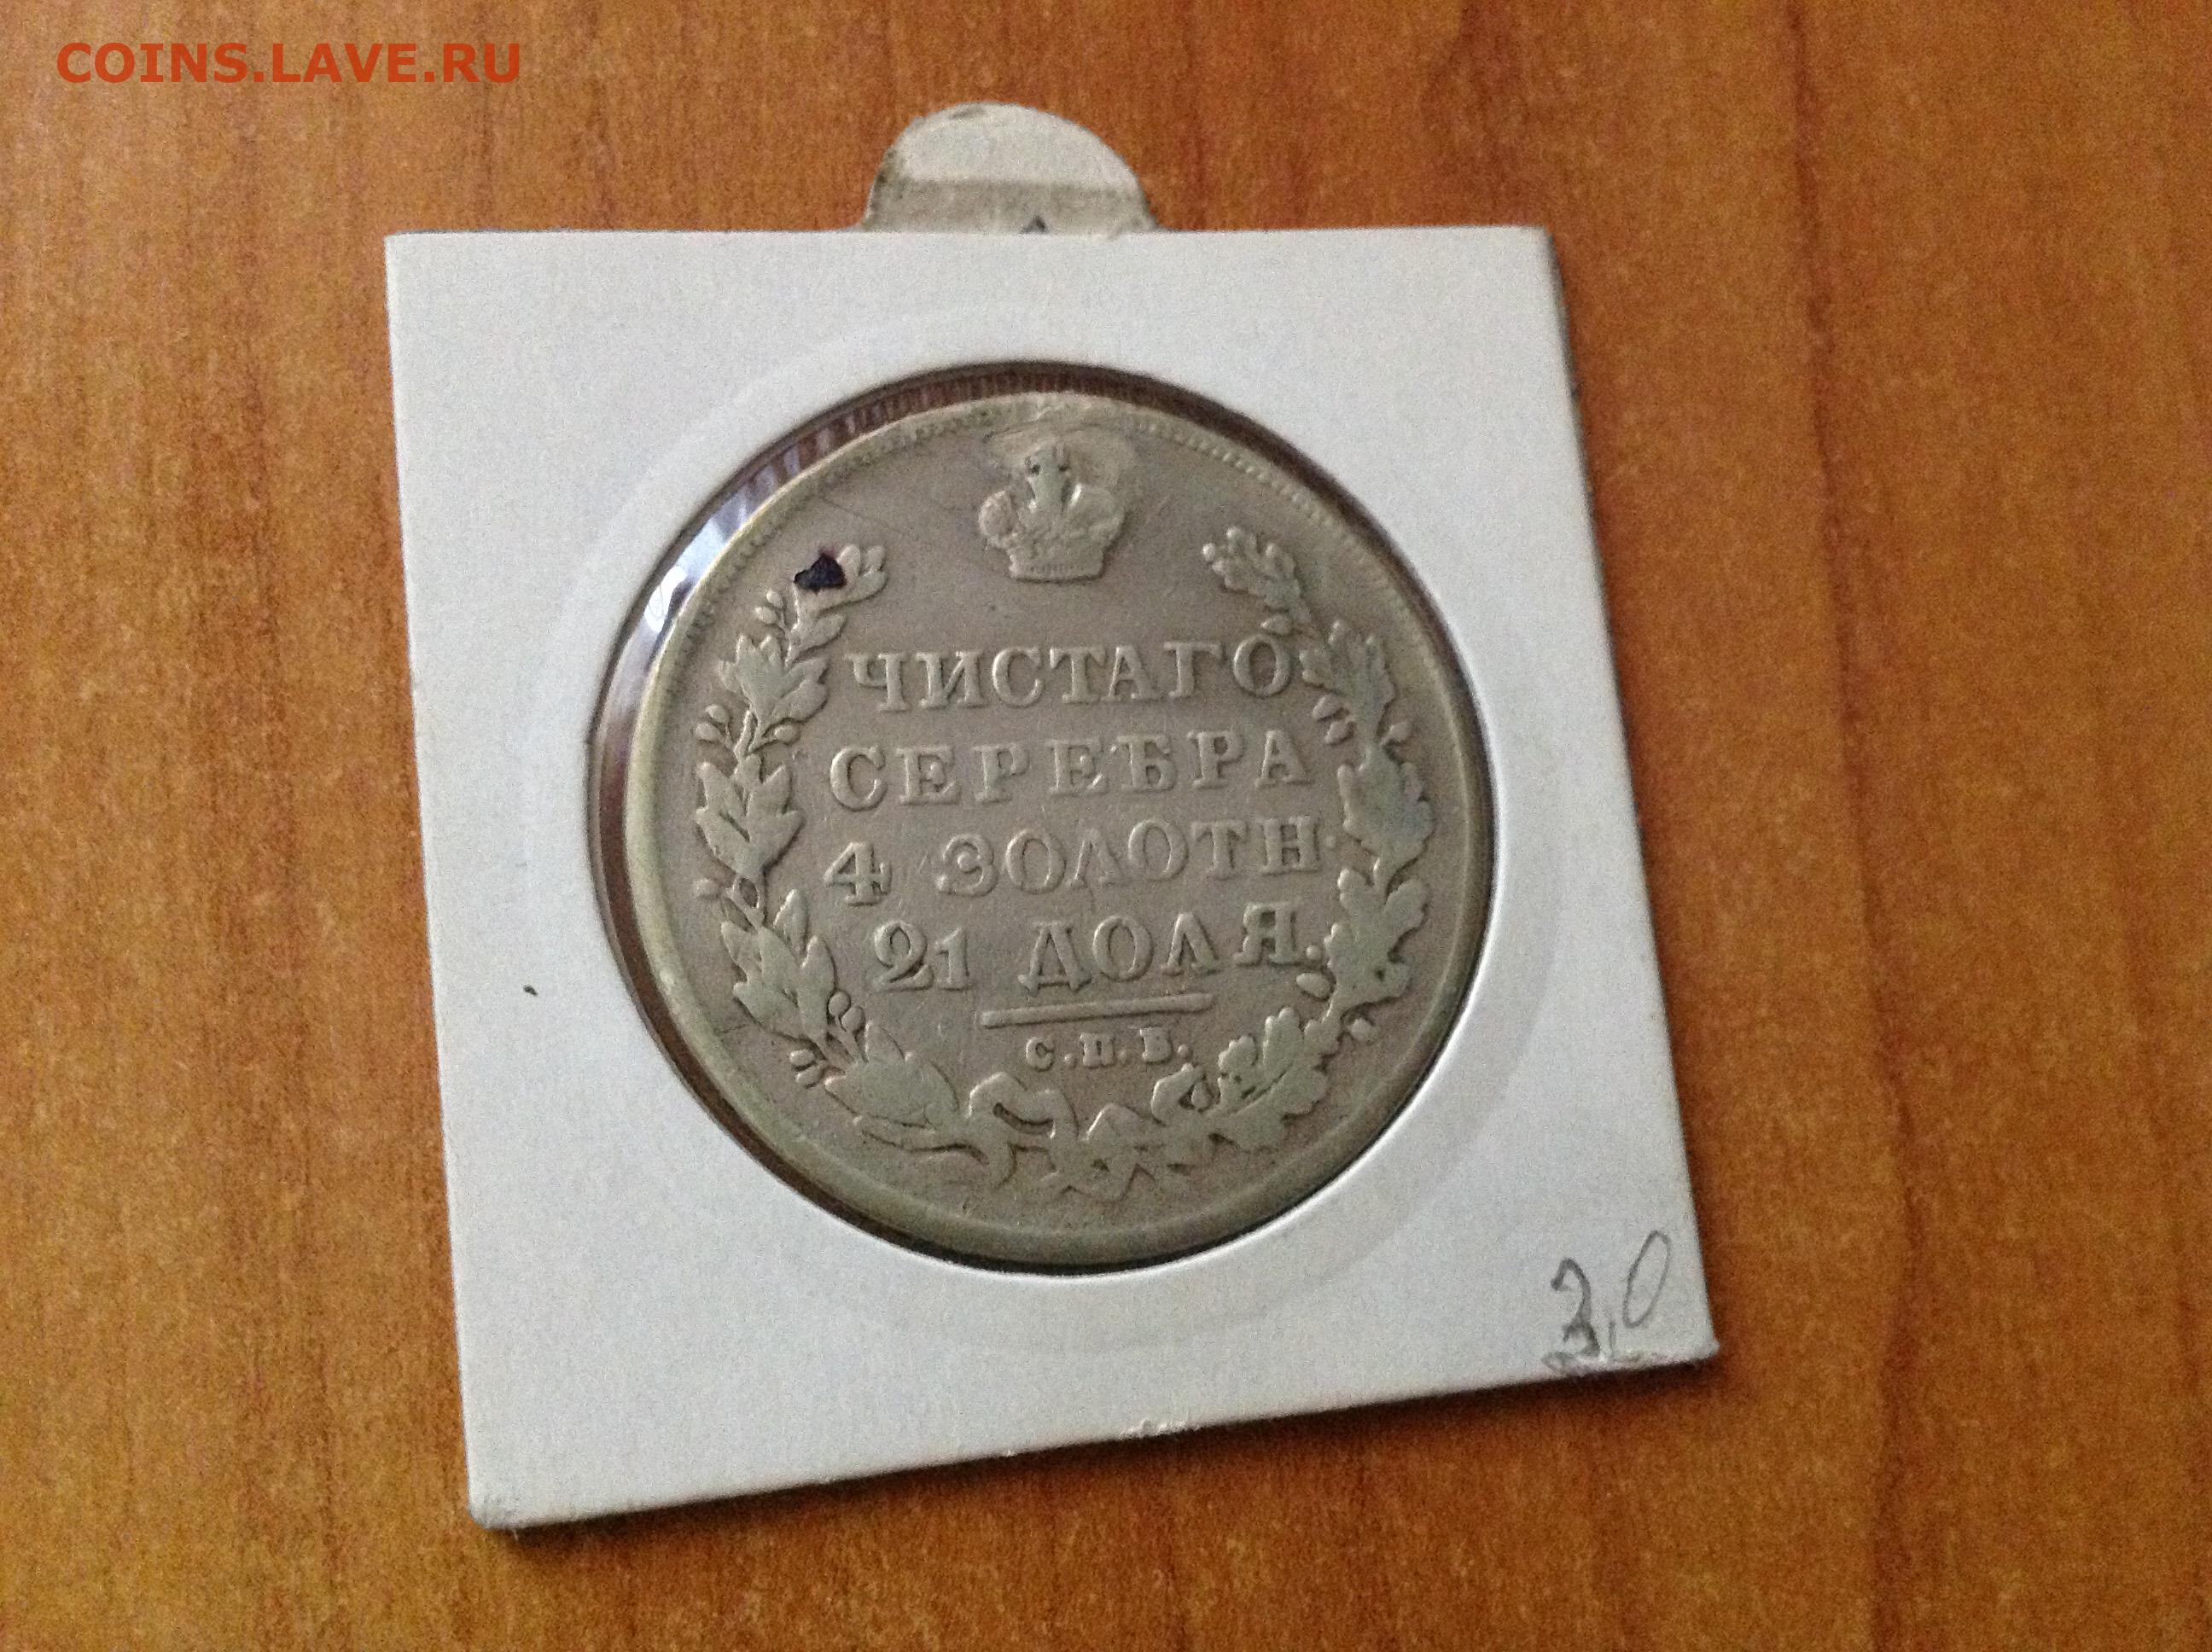 COINS.LAVE.RU
ЧИСТАГО
СЕРЕБРА
4 ЗОЛОТН.
21 ДОЛЯ.
С.П.Б.
3,0